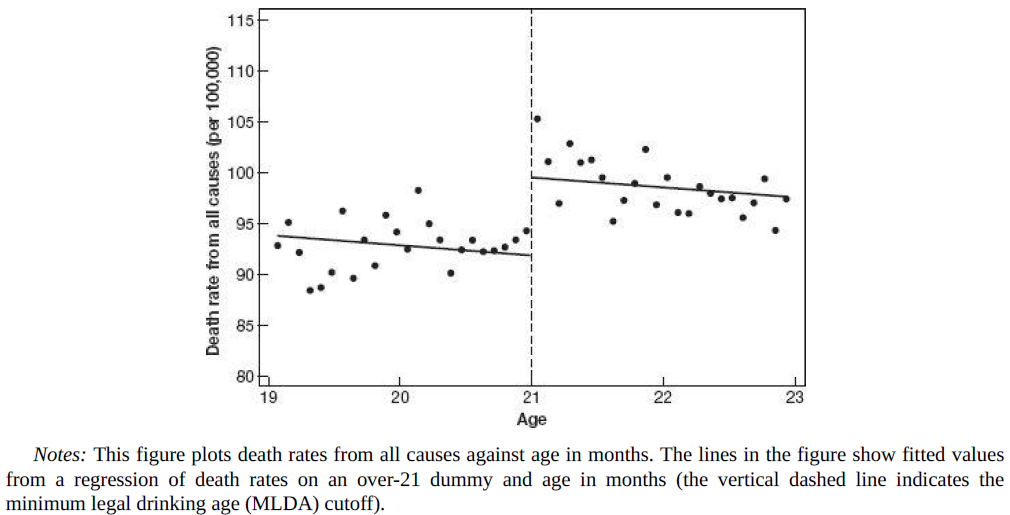 115
110
105
100
95
90
85
80
Death rate from all causes (per 100,000)
19 20 21 22 23
Age
Notes: This figure plots death rates from all causes against age in months. The lines in the figure show fitted values
from a regression of death rates on an over-21 dummy and age in months (the vertical dashed line indicates the
minimum legal drinking age (MLDA) cutoff).